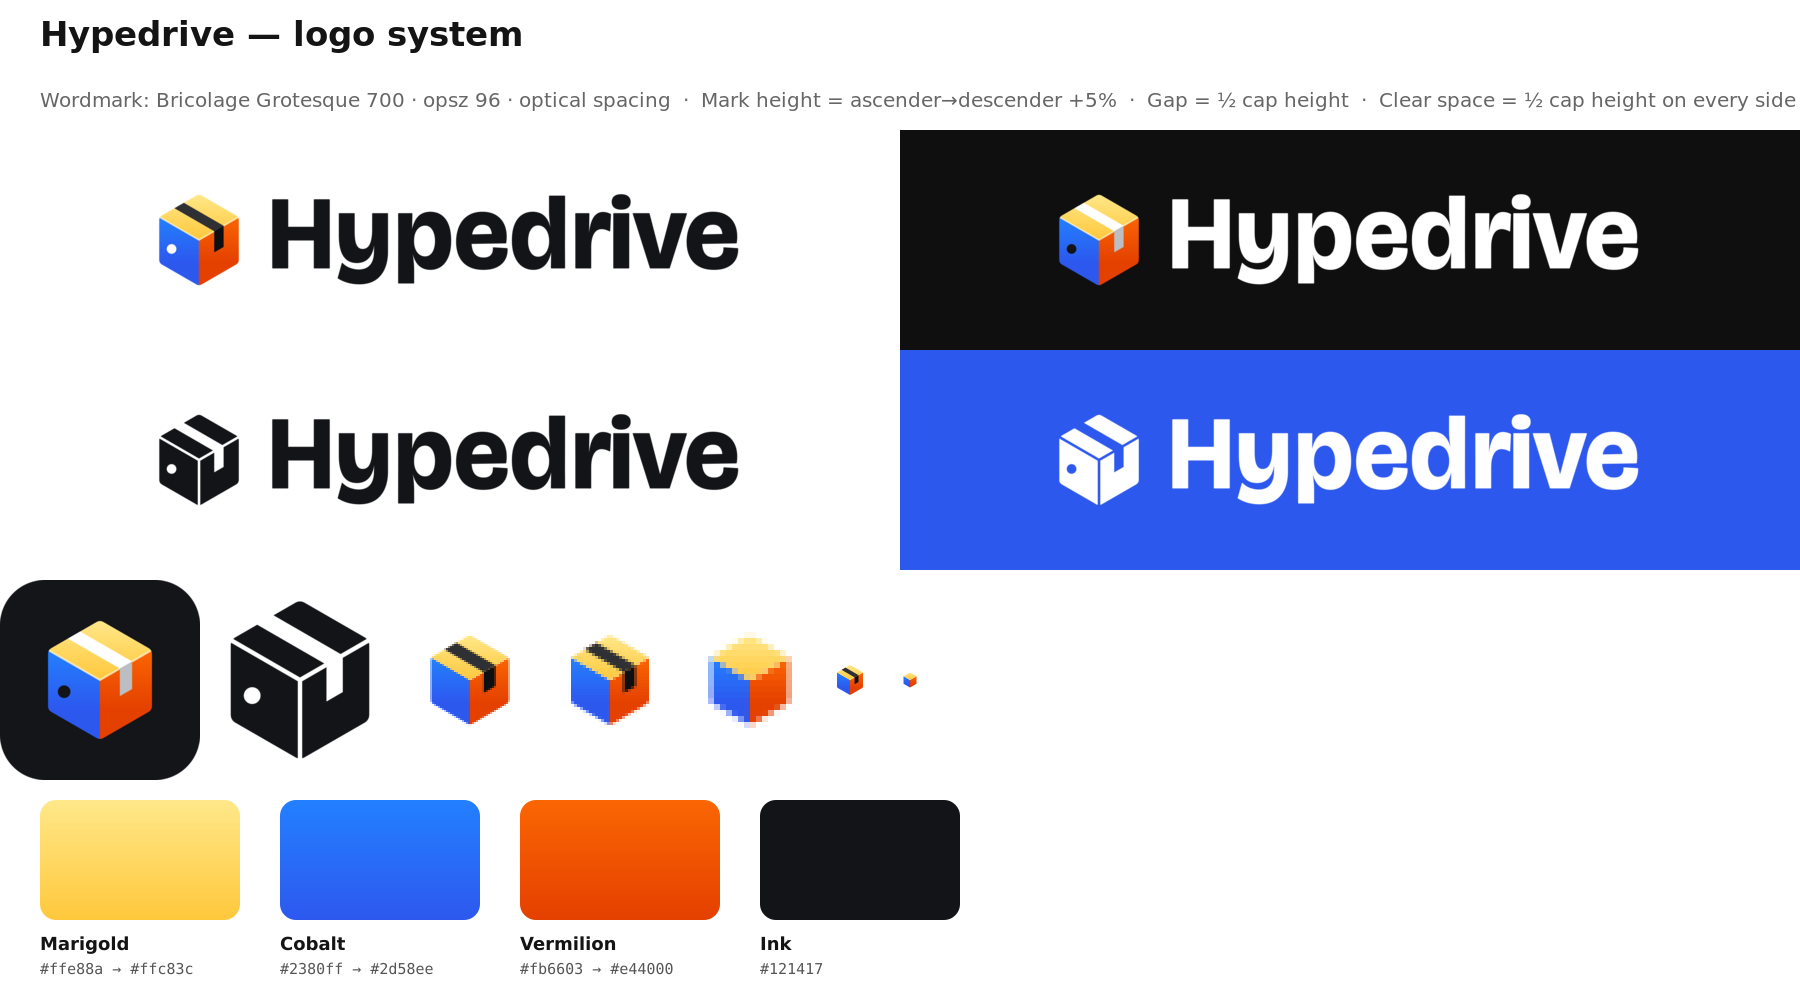 Hypedrive — logo system
Wordmark: Bricolage Grotesque 700 · opsz 96 · optical spacing · Mark height = ascender→descender +5% · Gap = ½ cap height · Clear space = ½ cap height on every side
Hypedrive
Hypedrive
Hypedrive
Hypedrive
Marigold
#ffe88a → #ffc83c
Cobalt
#2380ff → #2d58ee
Vermilion
#fb6603 → #e44000
Ink
#121417